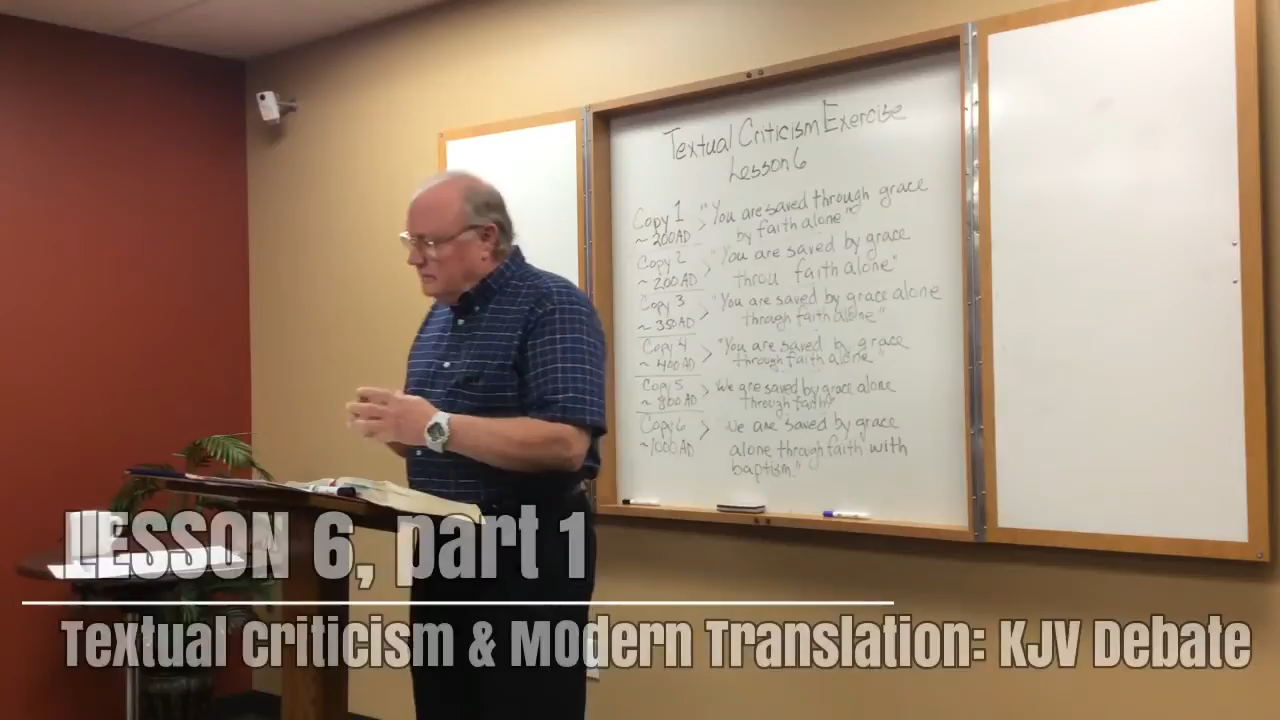 Textual Criticism Exercise
Lesson 6
Copy 1 > "You are saved through grace
~ 200AD by faith alone"
Copy 2 > "You are saved by grace
~ 200 AD throu faith alone"
Copy 3 > "You are saved by grace alone
~ 350AD through faith alone"
Copy 4 > "You are saved by grace
~ 400AD through faith alone"
Copy 5 > We are saved by grace alone
~ 800AD through faith"
Copy 6 > We are saved by grace
~1000AD alone through faith with
baptism."
LESSON 6, part 1
Textual Criticism & MOdern Translation: KJV Debate